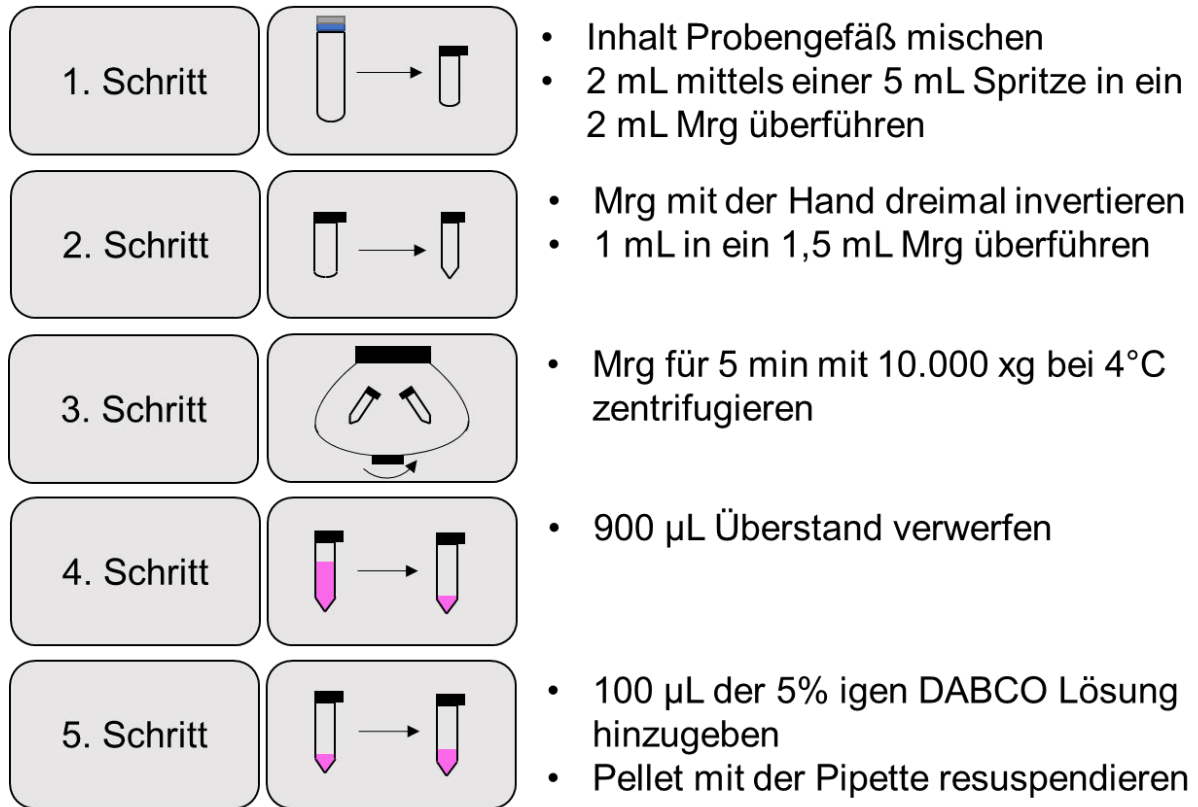 1. Schritt
• Inhalt Probengefäß mischen
• 2 mL mittels einer 5 mL Spritze in ein
2 mL Mrg überführen
2. Schritt
• Mrg mit der Hand dreimal invertieren
• 1 mL in ein 1,5 mL Mrg überführen
3. Schritt
• Mrg für 5 min mit 10.000 xg bei 4°C
zentrifugieren
4. Schritt
• 900 µL Überstand verwerfen
5. Schritt
• 100 µL der 5% igen DABCO Lösung
hinzugeben
• Pellet mit der Pipette resuspendieren